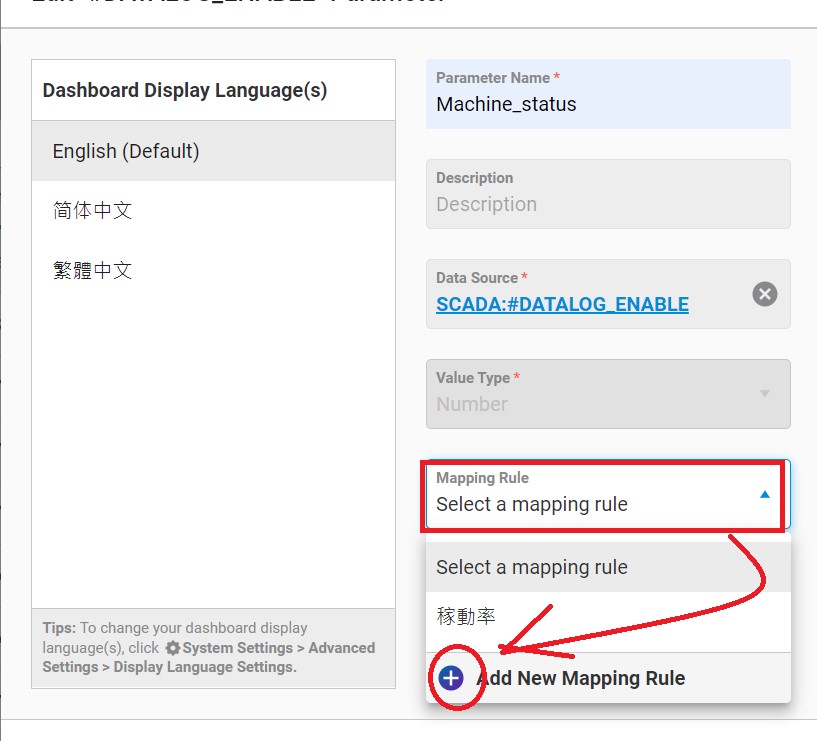 Dashboard Display Language(s)
English (Default)
简体中文
繁體中文
Tips: To change your dashboard display
language(s), click System Settings > Advanced
Settings > Display Language Settings.
Parameter Name *
Machine_status
Description
Description
Data Source *
SCADA:#DATALOG_ENABLE
Value Type *
Number
Mapping Rule
Select a mapping rule
Select a mapping rule
稼動率
Add New Mapping Rule